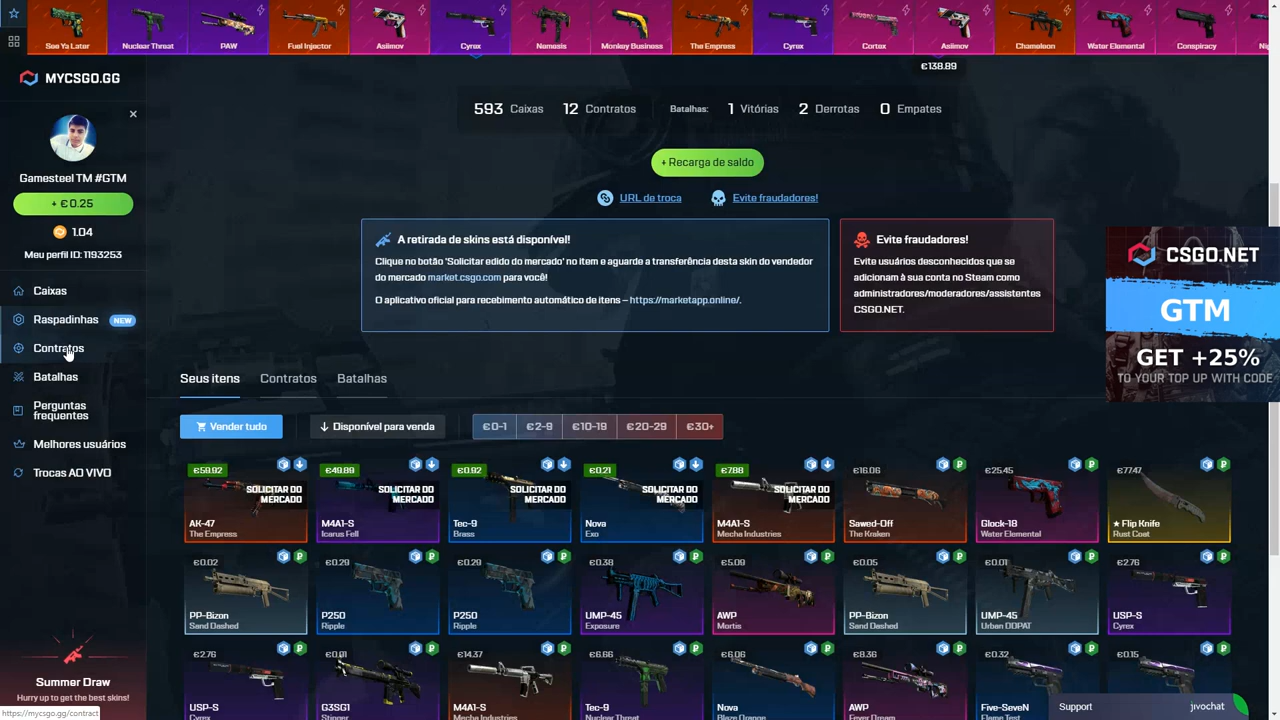 See Ya Later
Nuclear Threat
PAW
Fuel Injector
Asiimov
Cyrex
Nemesis
Monkey Business
The Empress
Cyrex
Cortex
Asiimov
Chameleon
Water Elemental
Conspiracy
MYCSGO.GG
€138.89
593 Caixas
12 Contratos
Batalhas:
1 Vitórias
2 Derrotas
0 Empates
Gamesteel TM #GTM
+ €0.25
1.04
Meu perfil ID: 1193253
+ Recarga de saldo
URL de troca
Evite fraudadores!
A retirada de skins está disponível!
Clique no botão 'Solicitar edido do mercado' no item e aguarde a transferência desta skin do vendedor
do mercado market.csgo.com para você!
O aplicativo oficial para recebimento automático de itens – https://marketapp.online/.
Evite fraudadores!
Evite usuários desconhecidos que se
adicionam à sua conta no Steam como
administradores/moderadores/assistentes
CSGO.NET.
CSGO.NET
GTM
GET +25%
TO YOUR TOP UP WITH CODE
Caixas
Raspadinhas NEW
Contratos
Batalhas
Perguntas
frequentes
Melhores usuários
Trocas AO VIVO
Seus itens
Contratos
Batalhas
Vender tudo
Disponível para venda
€0-1
€2-9
€10-19
€20-29
€30+
€59.92
SOLICITAR DO
MERCADO
AK-47
The Empress
€49.89
SOLICITAR DO
MERCADO
M4A1-S
Icarus Fell
€0.92
SOLICITAR DO
MERCADO
Tec-9
Brass
€0.21
SOLICITAR DO
MERCADO
Nova
Exo
€7.88
SOLICITAR DO
MERCADO
M4A1-S
Mecha Industries
€16.06
Sawed-Off
The Kraken
€25.45
Glock-18
Water Elemental
€77.47
★ Flip Knife
Rust Coat
€0.02
PP-Bizon
Sand Dashed
€0.29
P250
Ripple
€0.29
P250
Ripple
€0.38
UMP-45
Exposure
€5.09
AWP
Mortis
€0.05
PP-Bizon
Sand Dashed
€0.01
UMP-45
Urban DDPAT
€2.76
USP-S
Cyrex
€2.76
USP-S
Cyrex
€0.91
G3SG1
Stinger
€14.37
M4A1-S
Mecha Industries
€6.66
Tec-9
Nuclear Threat
€6.06
Nova
Blaze Orange
€8.36
AWP
Fever Dream
€0.32
Five-SeveN
Flame Test
€0.15
Summer Draw
Hurry up to get the best skins!
https://mycsgo.gg/contract
Support
jivochat